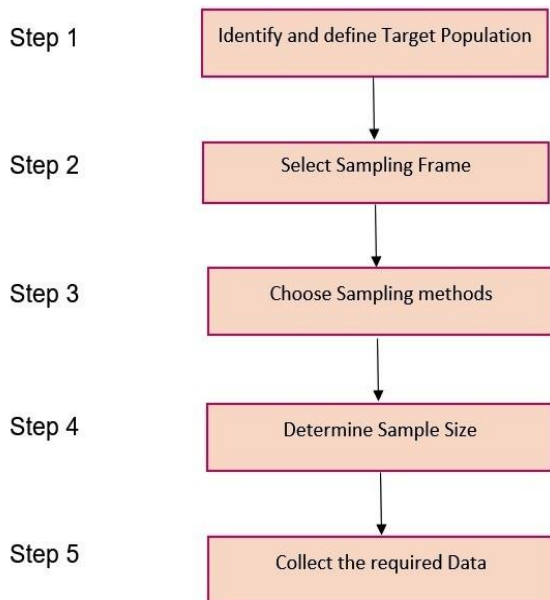 Step 1
Identify and define Target Population
Step 2
Select Sampling Frame
Step 3
Choose Sampling methods
Step 4
Determine Sample Size
Step 5
Collect the required Data